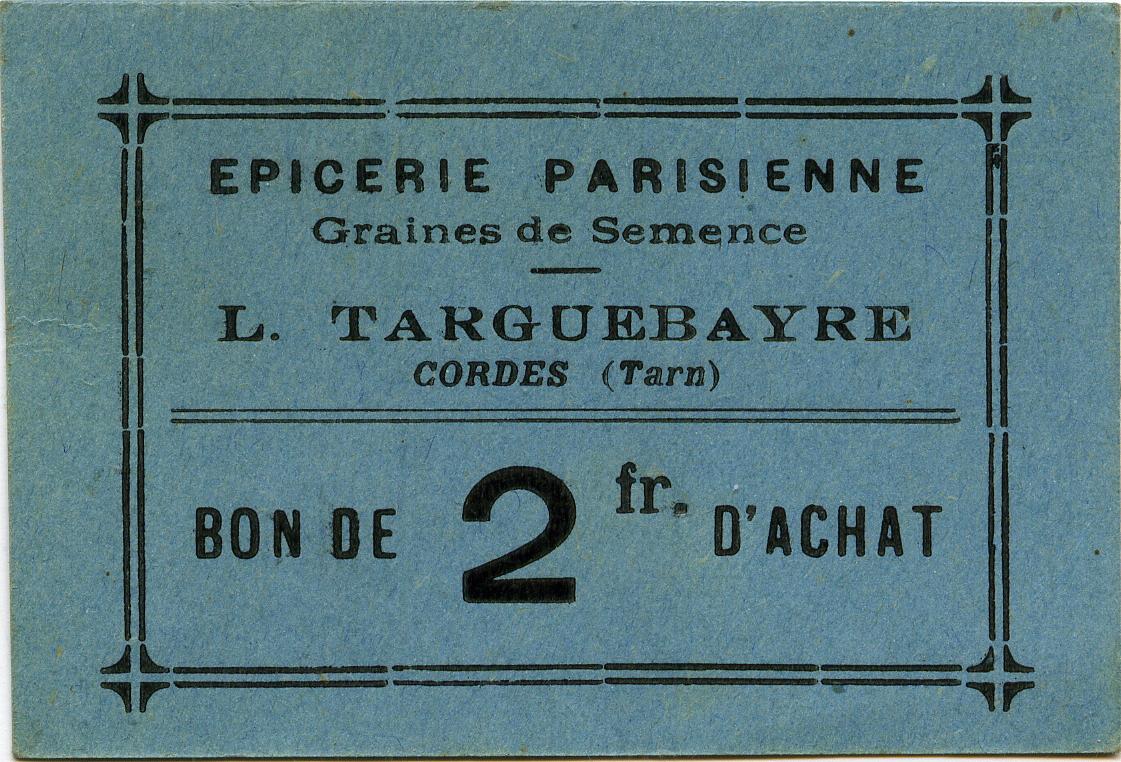 EPICERIE PARISIENNE
Graines de Semence
L. TARGUEBAYRE
CORDES (Tarn)
BON DE 2 fr. D'ACHAT